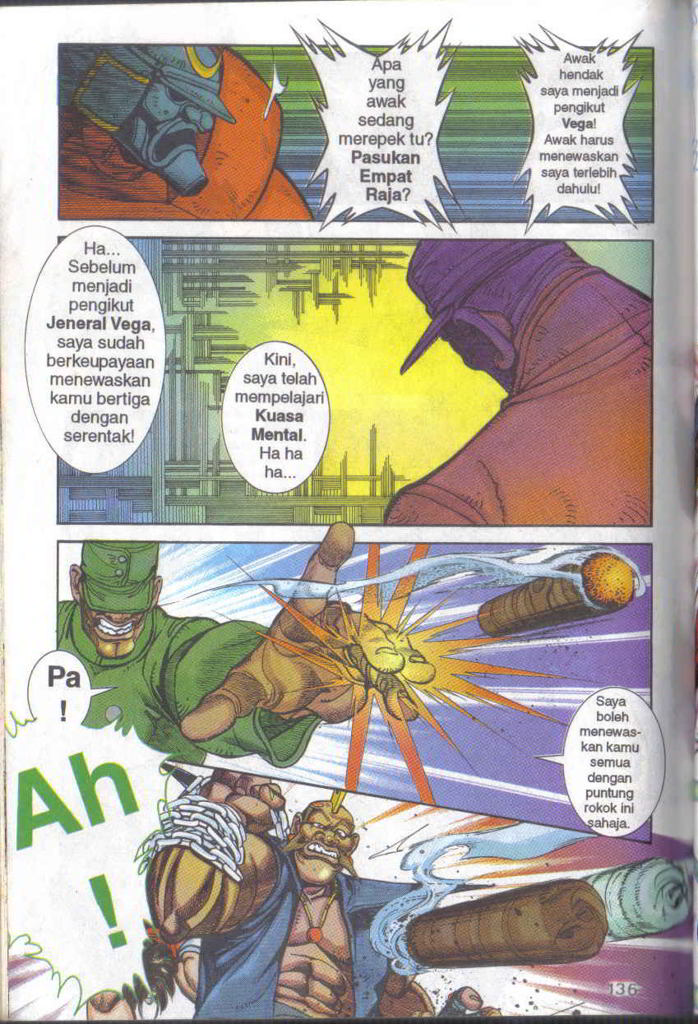 Apa
yang
awak
sedang
merepek tu?
Pasukan
Empat
Raja?
Awak
hendak
saya menjadi
pengikut
Vega!
Awak harus
menewaskan
saya terlebih
dahulu!
Ha...
Sebelum
menjadi
pengikut
Jeneral Vega,
saya sudah
berkeupayaan
menewaskan
kamu bertiga
dengan
serentak!
Kini,
saya telah
mempelajari
Kuasa
Mental.
Ha ha
ha...
Pa
!
Saya
boleh
menewas-
kan kamu
semua
dengan
puntung
rokok ini
sahaja.
Ah
!
136